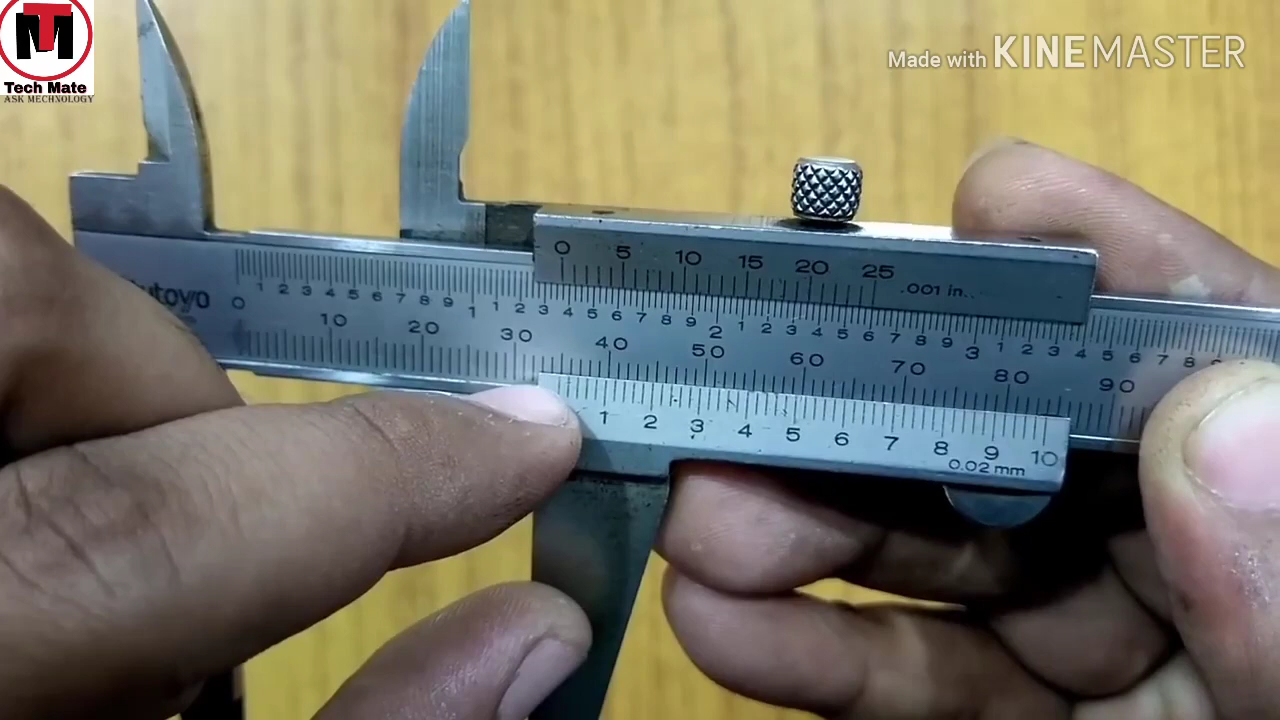 Tech Mate
ASK MECHNOLOGY
Made with KINEMASTER
0 5 10 15 20 25 .001 in.
utoyo
0 1 2 3 4 5 6 7 8 9 1 1 2 3 4 5 6 7 8 9 2 1 2 3 4 5 6 7 8 9 3 1 2 3 4 5 6 7 8
10 20 30 40 50 60 70 80 90
1 2 3 4 5 6 7 8 9 10
0.02 mm